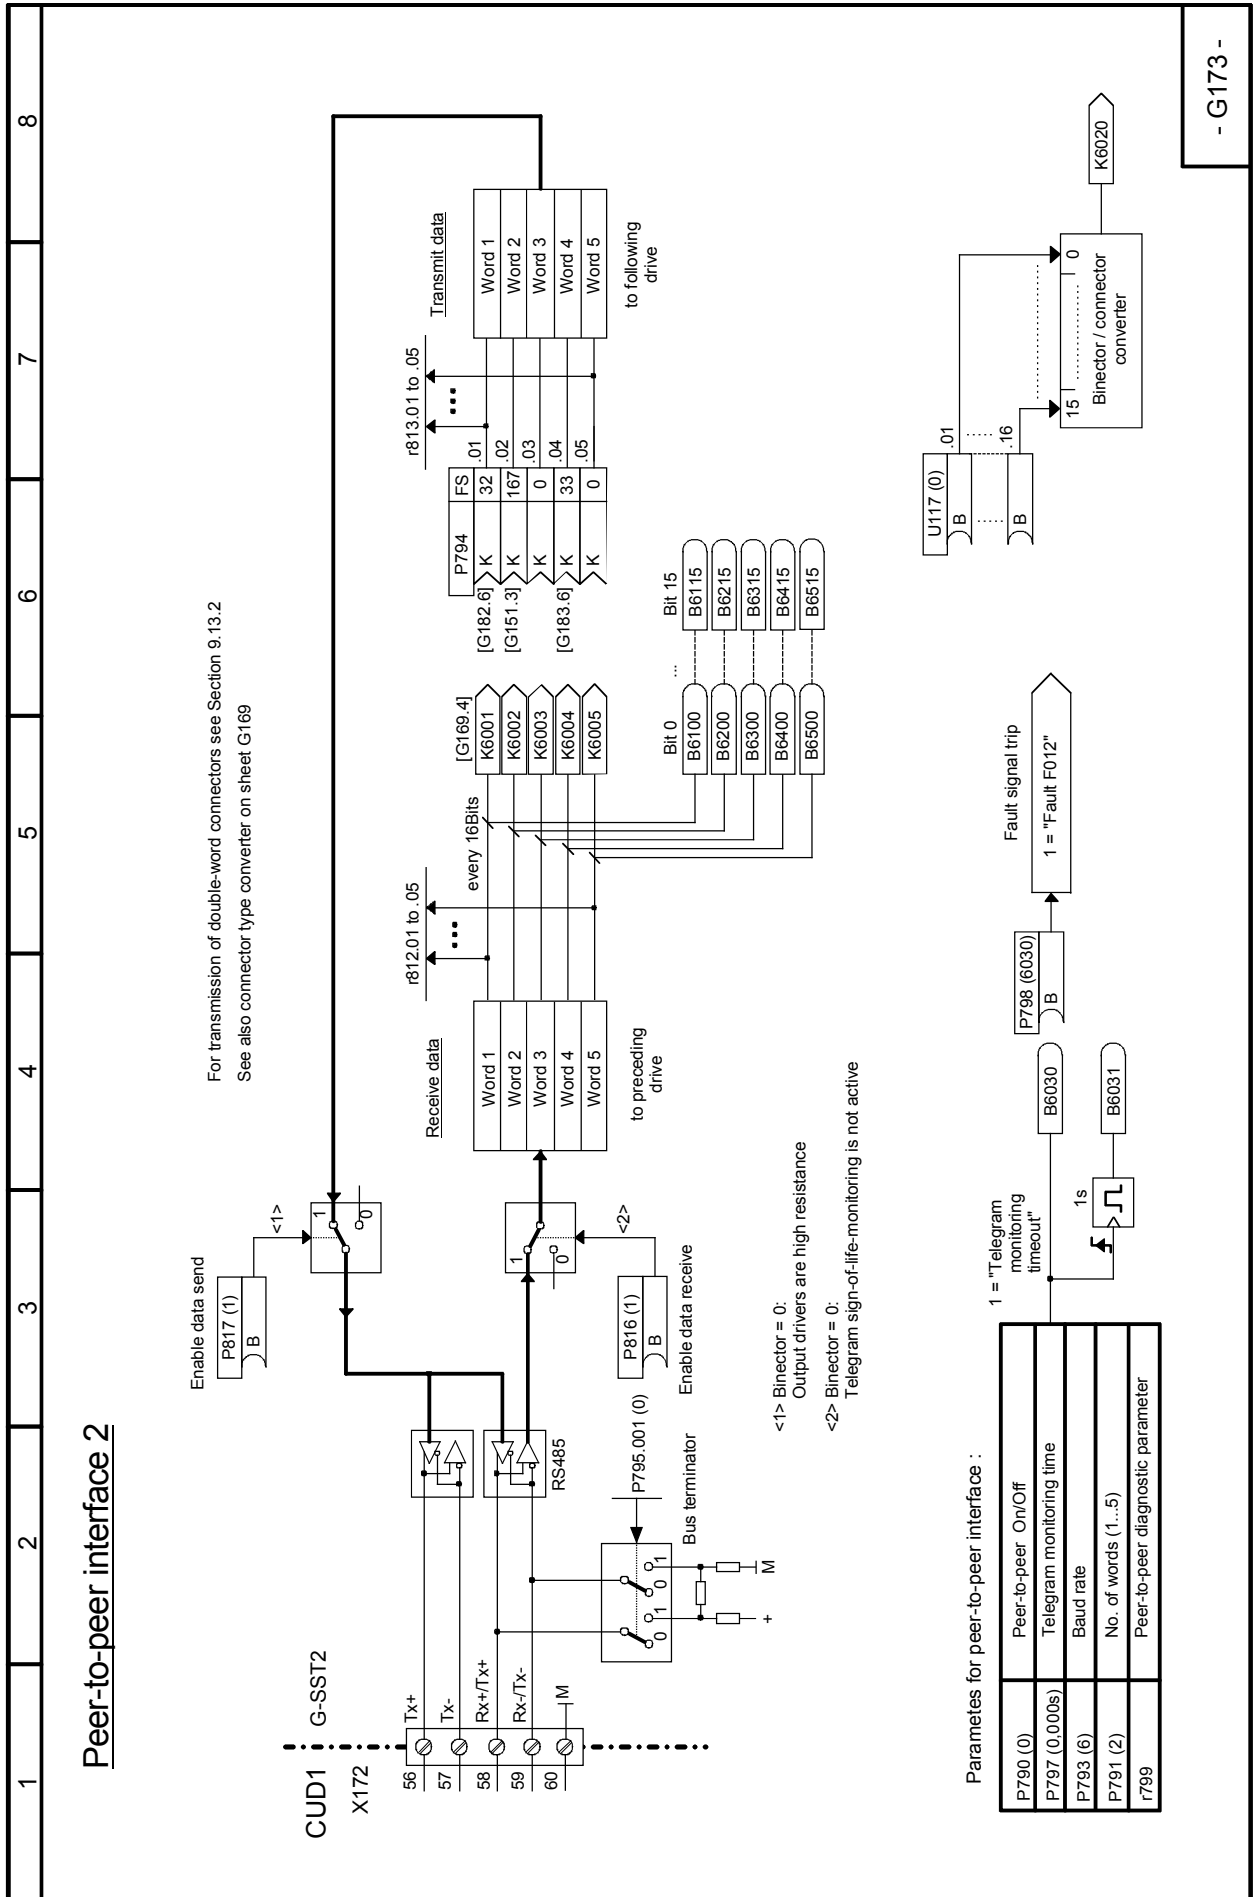 1 2 3 4 5 6 7 8
Peer-to-peer interface 2
For transmission of double-word connectors see Section 9.13.2
See also connector type converter on sheet G169
CUD1
X172
G-SST2
56 Tx+
57 Tx-
58 Rx+/Tx+
59 Rx-/Tx-
60 M
RS485
P795.001 (0)
Bus terminator
0 1 0 1
+ M
Enable data send
P817 (1)
B
<1>
1
0
Enable data receive
P816 (1)
B
<2>
1
0
<1> Binector = 0:
Output drivers are high resistance
<2> Binector = 0:
Telegram sign-of-life-monitoring is not active
Receive data
Word 1
Word 2
Word 3
Word 4
Word 5
to preceding
drive
r812.01 to .05
every 16Bits
[G169.4]
K6001
K6002
K6003
K6004
K6005
Bit 0 ... Bit 15
B6100 B6115
B6200 B6215
B6300 B6315
B6400 B6415
B6500 B6515
P794 FS
[G182.6] K 32 .01
[G151.3] K 167 .02
K 0 .03
[G183.6] K 33 .04
K 0 .05
r813.01 to .05
Transmit data
Word 1
Word 2
Word 3
Word 4
Word 5
to following
drive
Parametes for peer-to-peer interface :
P790 (0) Peer-to-peer On/Off
P797 (0,000s) Telegram monitoring time
P793 (6) Baud rate
P791 (2) No. of words (1...5)
r799 Peer-to-peer diagnostic parameter
1 = "Telegram
monitoring
timeout"
1s
B6030
B6031
P798 (6030)
B
Fault signal trip
1 = "Fault F012"
U117 (0)
B .01
B .16
15 0
Binector / connector
converter
K6020
- G173 -